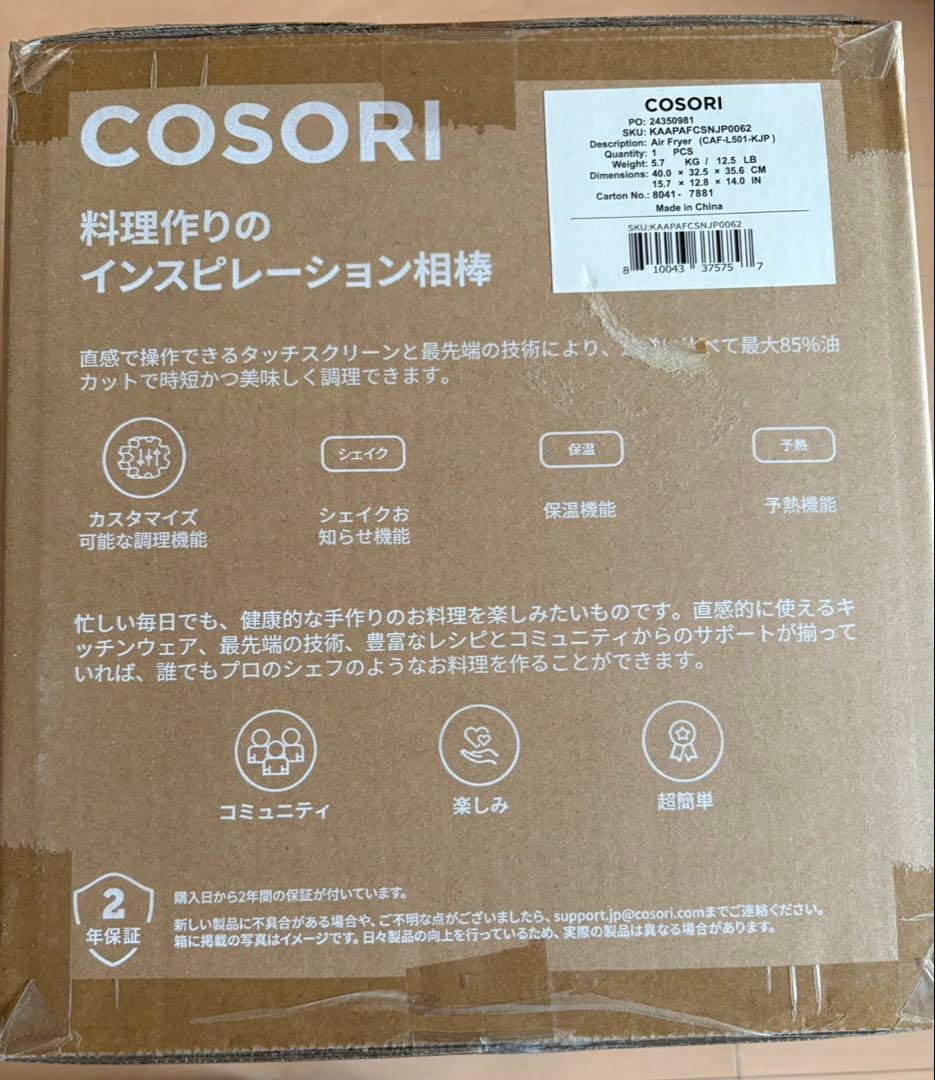 COSORI
料理作りの
インスピレーション相棒
COSORI
PO: 24350981
SKU: KAAPAFCSNJP0062
Description: Air Fryer (CAF-L501-KJP )
Quantity: 1 PCS
Weight: 5.7 KG / 12.5 LB
Dimensions: 40.0 × 32.5 × 35.6 CM
15.7 × 12.8 × 14.0 IN
Carton No.: 8041- 7881
Made in China
SKU:KAAPAFCSNJP0062
8 10043 37575 7
直感で操作できるタッチスクリーンと最先端の技術により、 べて最大85%油
カットで時短かつ美味しく調理できます。
シェイク
保温
予熱
カスタマイズ
可能な調理機能
シェイクお
知らせ機能
保温機能
予熱機能
忙しい毎日でも、健康的な手作りのお料理を楽しみたいものです。直感的に使えるキ
ッチンウェア、最先端の技術、豊富なレシピとコミュニティからのサポートが揃って
いれば、誰でもプロのシェフのようなお料理を作ることができます。
コミュニティ
楽しみ
超簡単
2
年保証
購入日から2年間の保証が付いています。
新しい製品に不具合がある場合や、ご不明な点がございましたら、support.jp@cosori.comまでご連絡ください。
箱に掲載の写真はイメージです。日々製品の向上を行っているため、実際の製品は異なる場合があります。